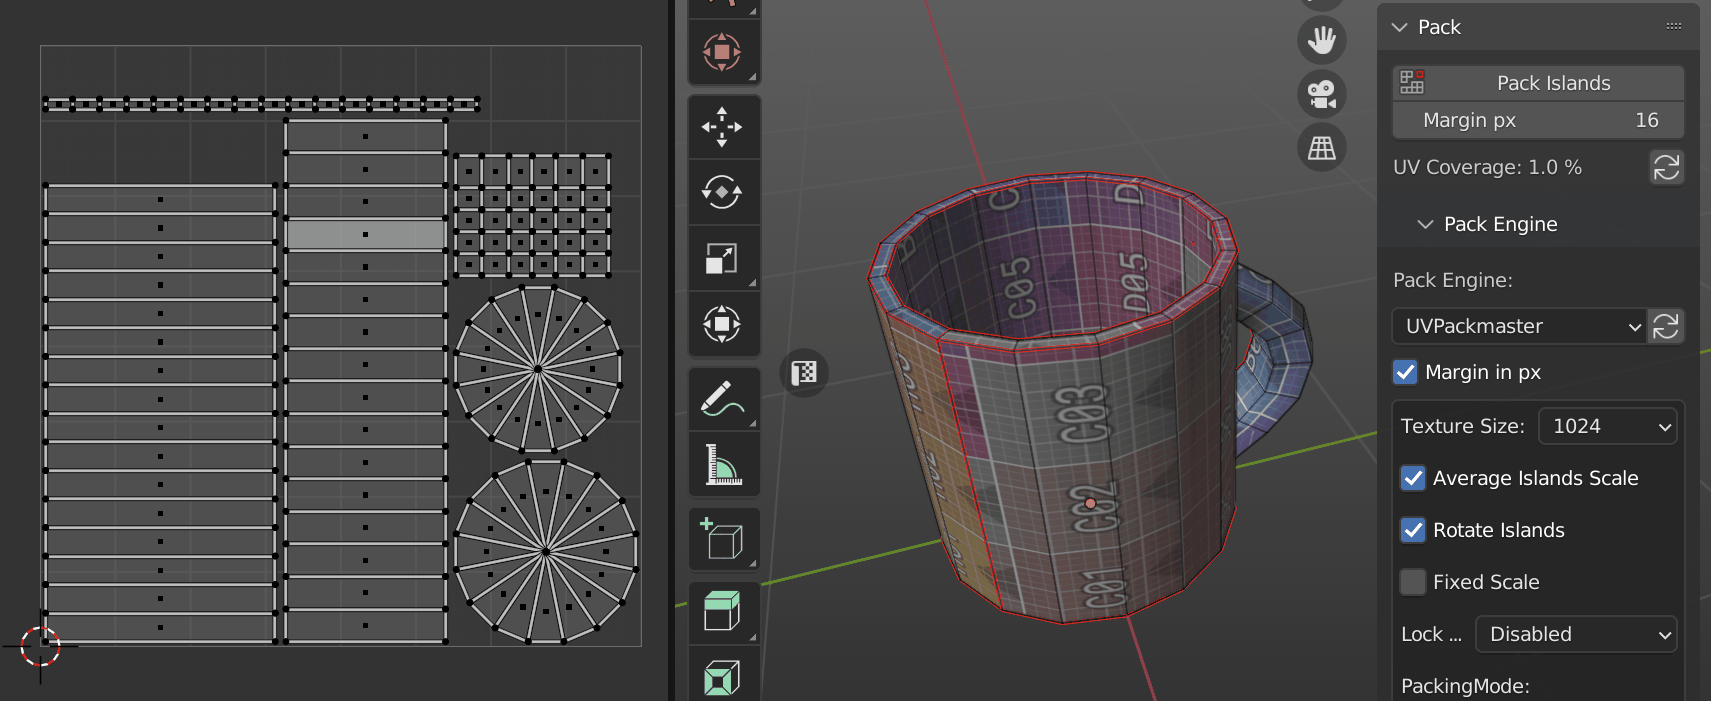 Pack
Pack Islands
Margin px 16
UV Coverage: 1.0 %
Pack Engine
Pack Engine:
UVPackmaster
Margin in px
Texture Size: 1024
Average Islands Scale
Rotate Islands
Fixed Scale
Lock ... Disabled
PackingMode:
C
D
C05
D05
C03
C02
C01